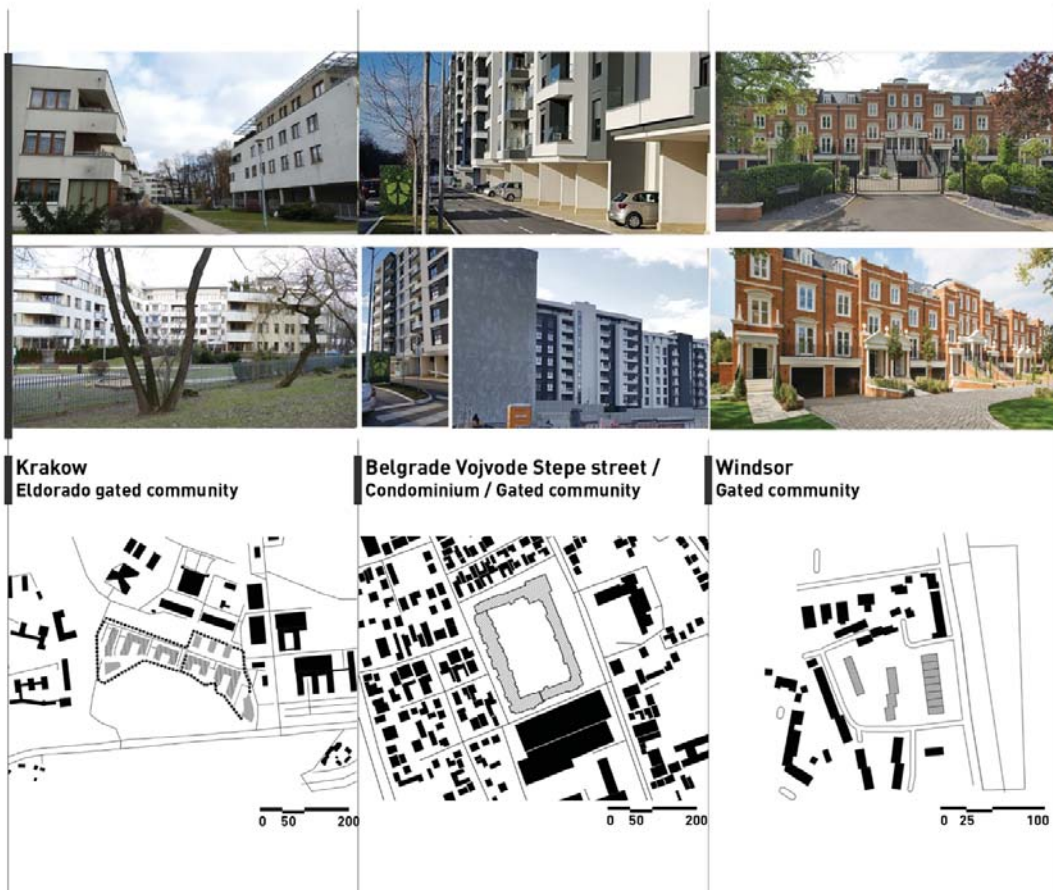 Krakow
Eldorado gated community
Belgrade Vojvode Stepe street /
Condominium / Gated community
Windsor
Gated community
0 50 200
0 50 200
0 25 100